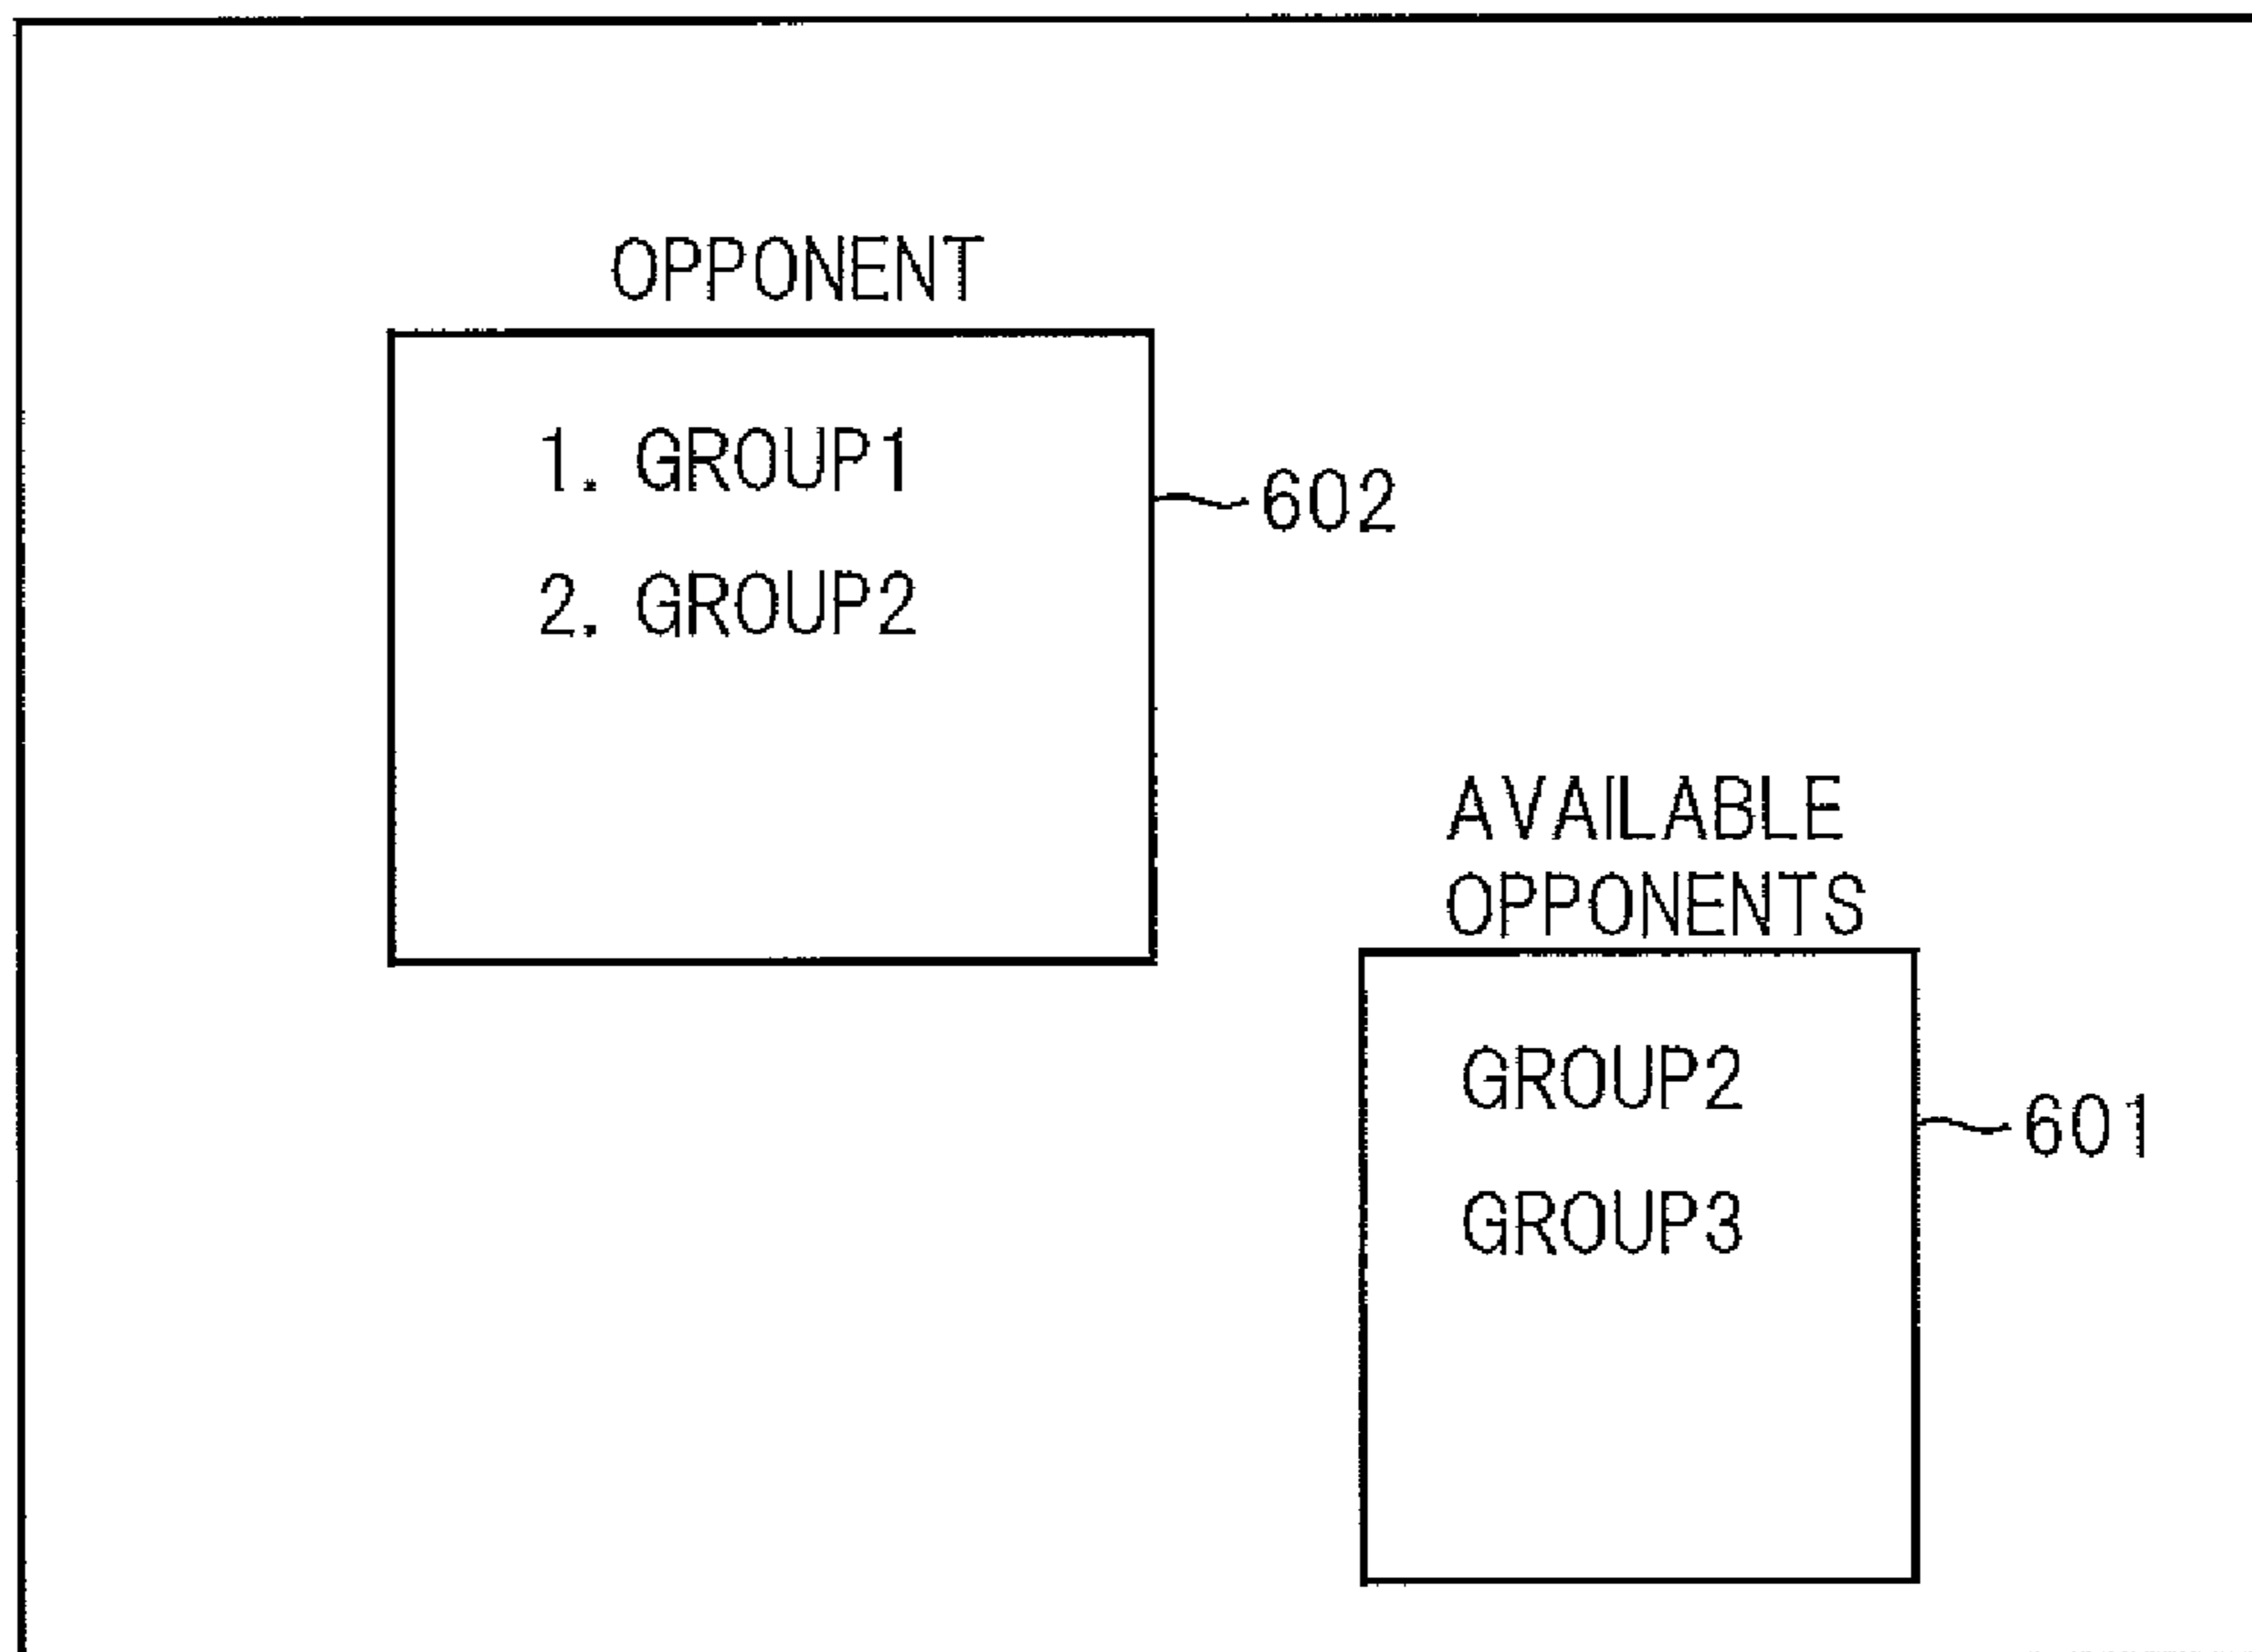 OPPONENT
1. GROUP1
602
2. GROUP2
AVAILABLE
OPPONENTS
GROUP2
601
GROUP3